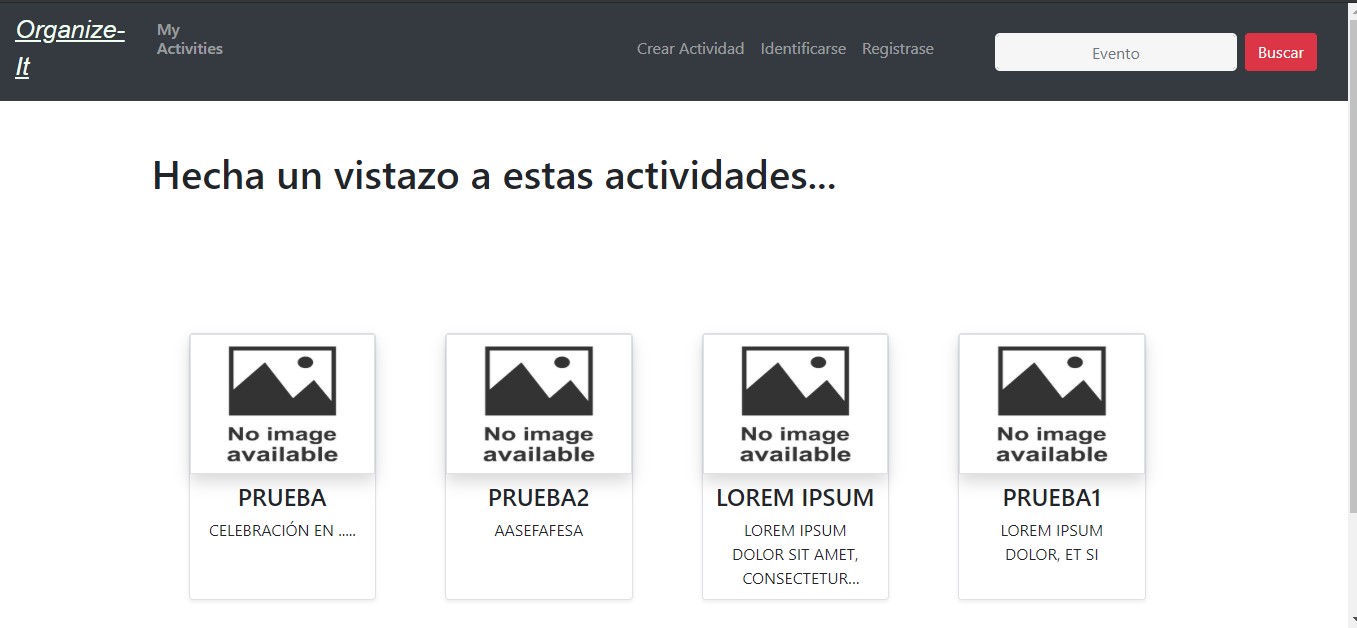 Organize-
It
My
Activities
Crear Actividad
Identificarse
Registrase
Evento
Buscar
Hecha un vistazo a estas actividades...
No image
available
PRUEBA
CELEBRACIÓN EN .....
No image
available
PRUEBA2
AASEFAFESA
No image
available
LOREM IPSUM
LOREM IPSUM
DOLOR SIT AMET,
CONSECTETUR...
No image
available
PRUEBA1
LOREM IPSUM
DOLOR, ET SI